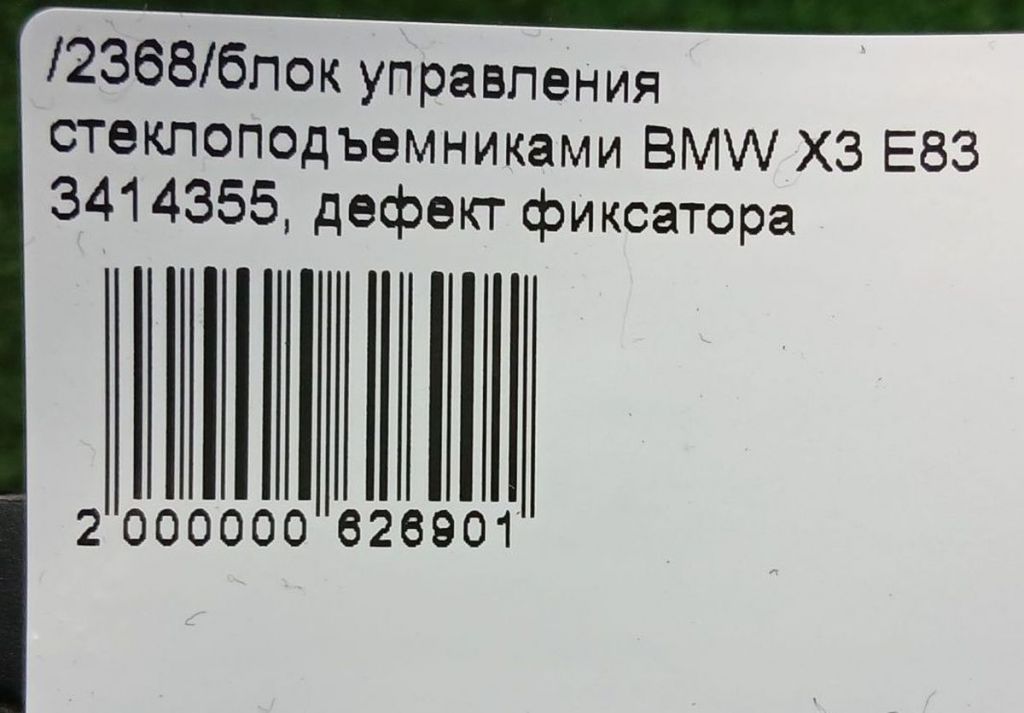 /2368/блок управления
стеклоподъемниками BMW X3 E83
3414355, дефект фиксатора
2 000000 626901